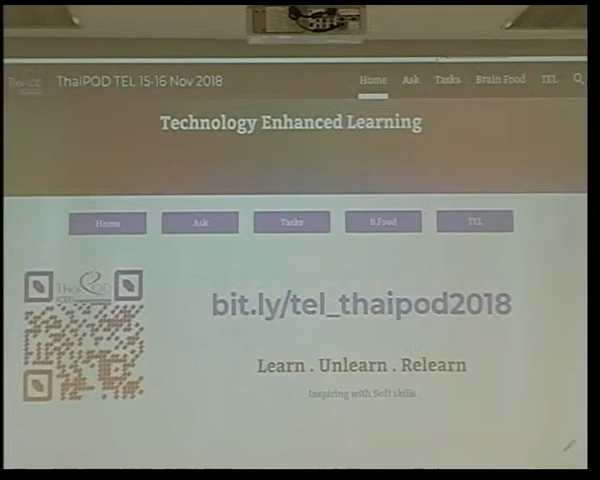 ThaiPOD TEL 15-16 Nov 2018
Home Ask Tasks Brain Food TEL
Technology Enhanced Learning
Home Ask Tasks B.Food TEL
bit.ly/tel_thaipod2018
Learn . Unlearn . Relearn
Inspiring with Soft skills